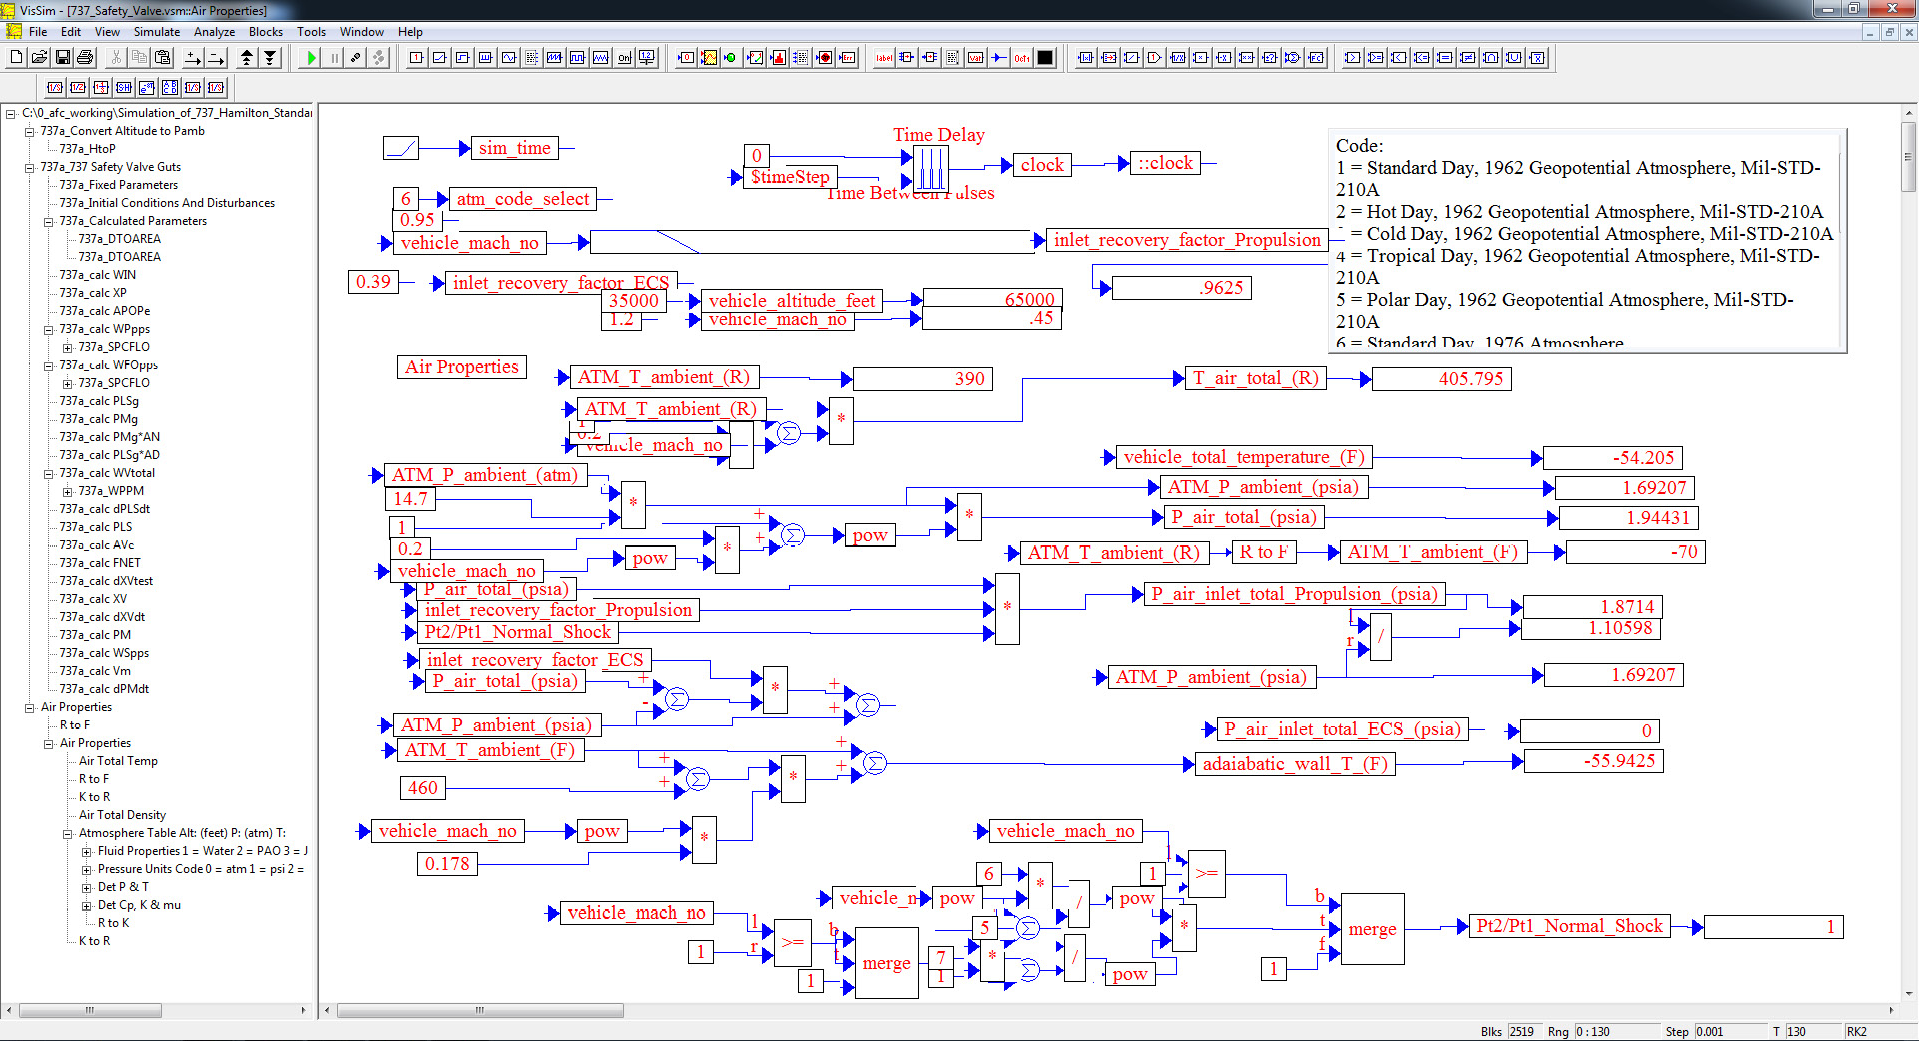 VisSim - [737_Safety_Valve.vsm::Air Properties]
File Edit View Simulate Analyze Blocks Tools Window Help
C:\0_afc_working\Simulation_of_737_Hamilton_Standar
737a_Convert Altitude to Pamb
737a_HtoP
737a_737 Safety Valve Guts
737a_Fixed Parameters
737a_Initial Conditions And Disturbances
737a_Calculated Parameters
737a_DTOAREA
737a_DTOAREA
737a_calc WIN
737a_calc XP
737a_calc APOPe
737a_calc WPpps
737a_SPCFLO
737a_calc WFOpps
737a_SPCFLO
737a_calc PLSg
737a_calc PMg
737a_calc PMg*AN
737a_calc PLSg*AD
737a_calc WVtotal
737a_WPPM
737a_calc dPLSdt
737a_calc PLS
737a_calc AVc
737a_calc FNET
737a_calc dXVtest
737a_calc XV
737a_calc dXVdt
737a_calc PM
737a_calc WSpps
737a_calc Vm
737a_calc dPMdt
Air Properties
R to F
Air Properties
Air Total Temp
R to F
K to R
Air Total Density
Atmosphere Table Alt: (feet) P: (atm) T:
Fluid Properties 1 = Water 2 = PAO 3 = J
Pressure Units Code 0 = atm 1 = psi 2 =
Det P & T
Det Cp, K & mu
R to K
K to R
sim_time
Time Delay
0
$timeStep
Time Between Pulses
clock
::clock
6 atm_code_select
0.95
vehicle_mach_no
inlet_recovery_factor_Propulsion
0.39 inlet_recovery_factor_ECS
.9625
35000 vehicle_altitude_feet 65000
1.2 vehicle_mach_no .45
Code:
1 = Standard Day, 1962 Geopotential Atmosphere, Mil-STD-
210A
2 = Hot Day, 1962 Geopotential Atmosphere, Mil-STD-210A
= Cold Day, 1962 Geopotential Atmosphere, Mil-STD-210A
4 = Tropical Day, 1962 Geopotential Atmosphere, Mil-STD-
210A
5 = Polar Day, 1962 Geopotential Atmosphere, Mil-STD-
210A
6 = Standard Day, 1976 Atmosphere
Air Properties
ATM_T_ambient_(R) 390
T_air_total_(R) 405.795
ATM_T_ambient_(R)
*
1
0.2
vehicle_mach_no
Σ
vehicle_total_temperature_(F) -54.205
ATM_P_ambient_(atm)
14.7
*
ATM_P_ambient_(psia) 1.69207
P_air_total_(psia) 1.94431
1
0.2
vehicle_mach_no
pow
*
+
+
Σ
pow
*
ATM_T_ambient_(R) R to F ATM_T_ambient_(F) -70
P_air_total_(psia)
inlet_recovery_factor_Propulsion
Pt2/Pt1_Normal_Shock
*
P_air_inlet_total_Propulsion_(psia) 1.8714
l
r
/
1.10598
ATM_P_ambient_(psia) 1.69207
inlet_recovery_factor_ECS
P_air_total_(psia)
+
-
Σ
*
+
+
Σ
ATM_P_ambient_(psia)
P_air_inlet_total_ECS_(psia) 0
ATM_T_ambient_(F)
460
+
+
Σ
*
+
+
Σ
adaiabatic_wall_T_(F) -55.9425
vehicle_mach_no pow
0.178
*
vehicle_mach_no
1
>=
vehicle_mach_no
l
r
1
>=
b
t
1
merge
vehicle_n pow
6
*
/
pow
5
Σ
7
1
*
Σ
/
pow
*
b
t
f
1
merge
Pt2/Pt1_Normal_Shock 1
Blks 2519 Rng 0 : 130 Step 0.001 T 130 RK2